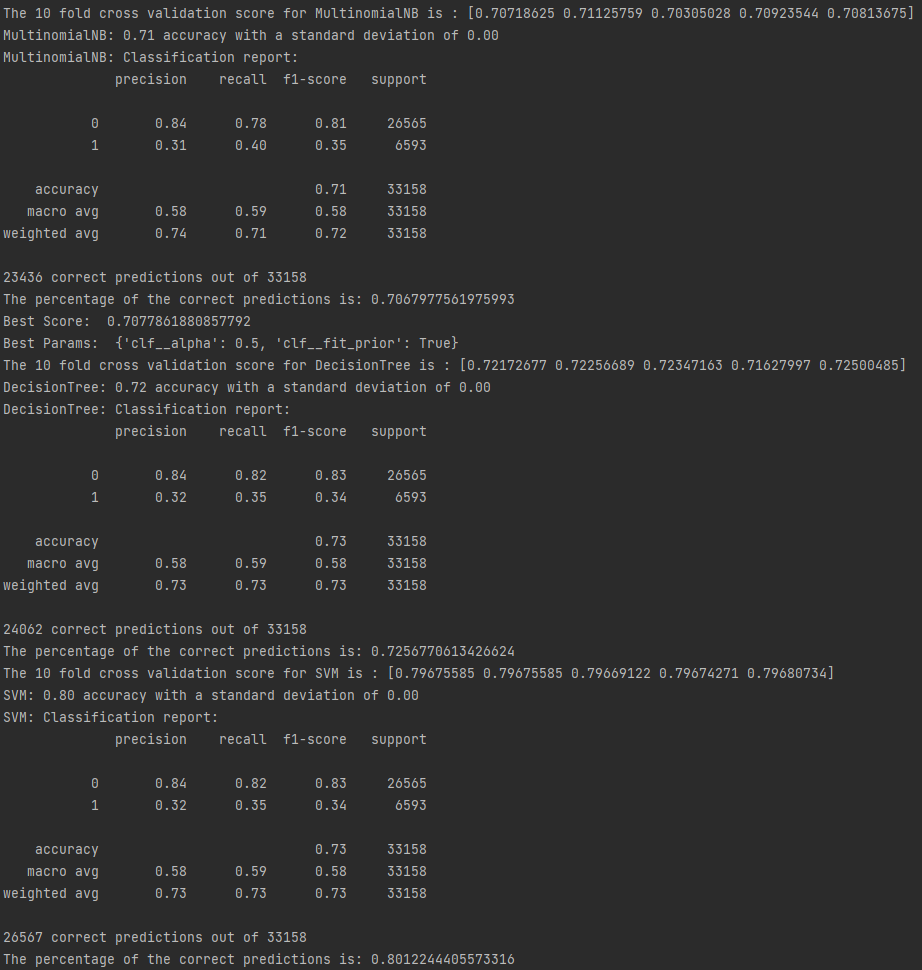 The 10 fold cross validation score for MultinomialNB is : [0.70718625 0.71125759 0.70305028 0.70923544 0.70813675]
MultinomialNB: 0.71 accuracy with a standard deviation of 0.00
MultinomialNB: Classification report:
              precision    recall  f1-score   support

           0       0.84      0.78      0.81     26565
           1       0.31      0.40      0.35      6593

    accuracy                           0.71     33158
   macro avg       0.58      0.59      0.58     33158
weighted avg       0.74      0.71      0.72     33158

23436 correct predictions out of 33158
The percentage of the correct predictions is: 0.7067977561975993
Best Score:  0.7077861880857792
Best Params:  {'clf__alpha': 0.5, 'clf__fit_prior': True}
The 10 fold cross validation score for DecisionTree is : [0.72172677 0.72256689 0.72347163 0.71627997 0.72500485]
DecisionTree: 0.72 accuracy with a standard deviation of 0.00
DecisionTree: Classification report:
              precision    recall  f1-score   support

           0       0.84      0.82      0.83     26565
           1       0.32      0.35      0.34      6593

    accuracy                           0.73     33158
   macro avg       0.58      0.59      0.58     33158
weighted avg       0.73      0.73      0.73     33158

24062 correct predictions out of 33158
The percentage of the correct predictions is: 0.7256770613426624
The 10 fold cross validation score for SVM is : [0.79675585 0.79675585 0.79669122 0.79674271 0.79680734]
SVM: 0.80 accuracy with a standard deviation of 0.00
SVM: Classification report:
              precision    recall  f1-score   support

           0       0.84      0.82      0.83     26565
           1       0.32      0.35      0.34      6593

    accuracy                           0.73     33158
   macro avg       0.58      0.59      0.58     33158
weighted avg       0.73      0.73      0.73     33158

26567 correct predictions out of 33158
The percentage of the correct predictions is: 0.8012244405573316